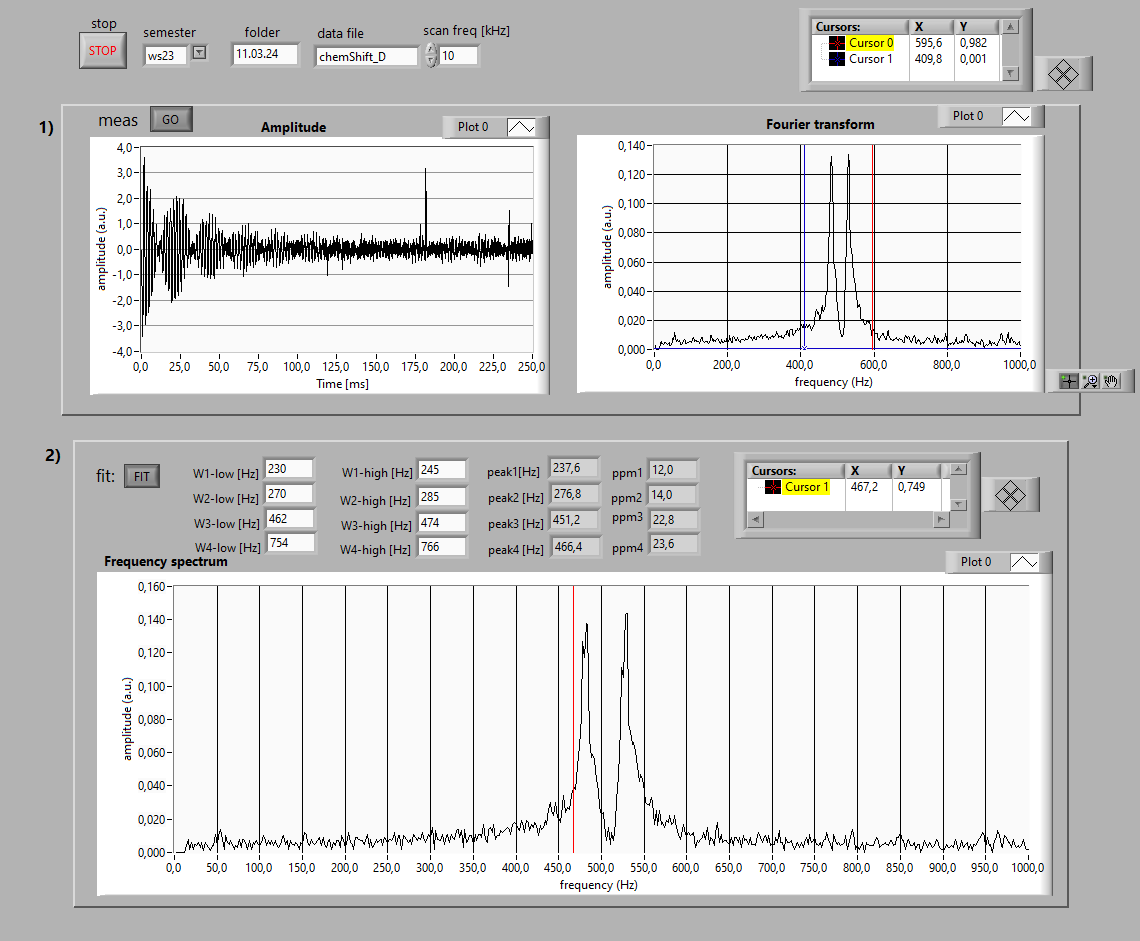 stop
STOP
semester
ws23
folder
11.03.24
data file
chemShift_D
scan freq [kHz]
10
Cursors: X Y
Cursor 0 595,6 0,982
Cursor 1 409,8 0,001
1)
meas GO
Amplitude
Plot 0
4,0
3,0
2,0
1,0
0,0
-1,0
-2,0
-3,0
-4,0
amplitude (a.u.)
0,0 25,0 50,0 75,0 100,0 125,0 150,0 175,0 200,0 225,0 250,0
Time [ms]
Fourier transform
Plot 0
0,140
0,120
0,100
0,080
0,060
0,040
0,020
0,000
amplitude (a.u.)
0,0 200,0 400,0 600,0 800,0 1000,0
frequency (Hz)
2)
fit: FIT
W1-low [Hz] 230 W1-high [Hz] 245 peak1[Hz] 237,6 ppm1 12,0
W2-low [Hz] 270 W2-high [Hz] 285 peak2 [Hz] 276,8 ppm2 14,0
W3-low [Hz] 462 W3-high [Hz] 474 peak3 [Hz] 451,2 ppm3 22,8
W4-low [Hz] 754 W4-high [Hz] 766 peak4 [Hz] 466,4 ppm4 23,6
Cursors: X Y
Cursor 1 467,2 0,749
Frequency spectrum
Plot 0
0,160
0,140
0,120
0,100
0,080
0,060
0,040
0,020
0,000
amplitude (a.u.)
0,0 50,0 100,0 150,0 200,0 250,0 300,0 350,0 400,0 450,0 500,0 550,0 600,0 650,0 700,0 750,0 800,0 850,0 900,0 950,0 1000,0
frequency (Hz)